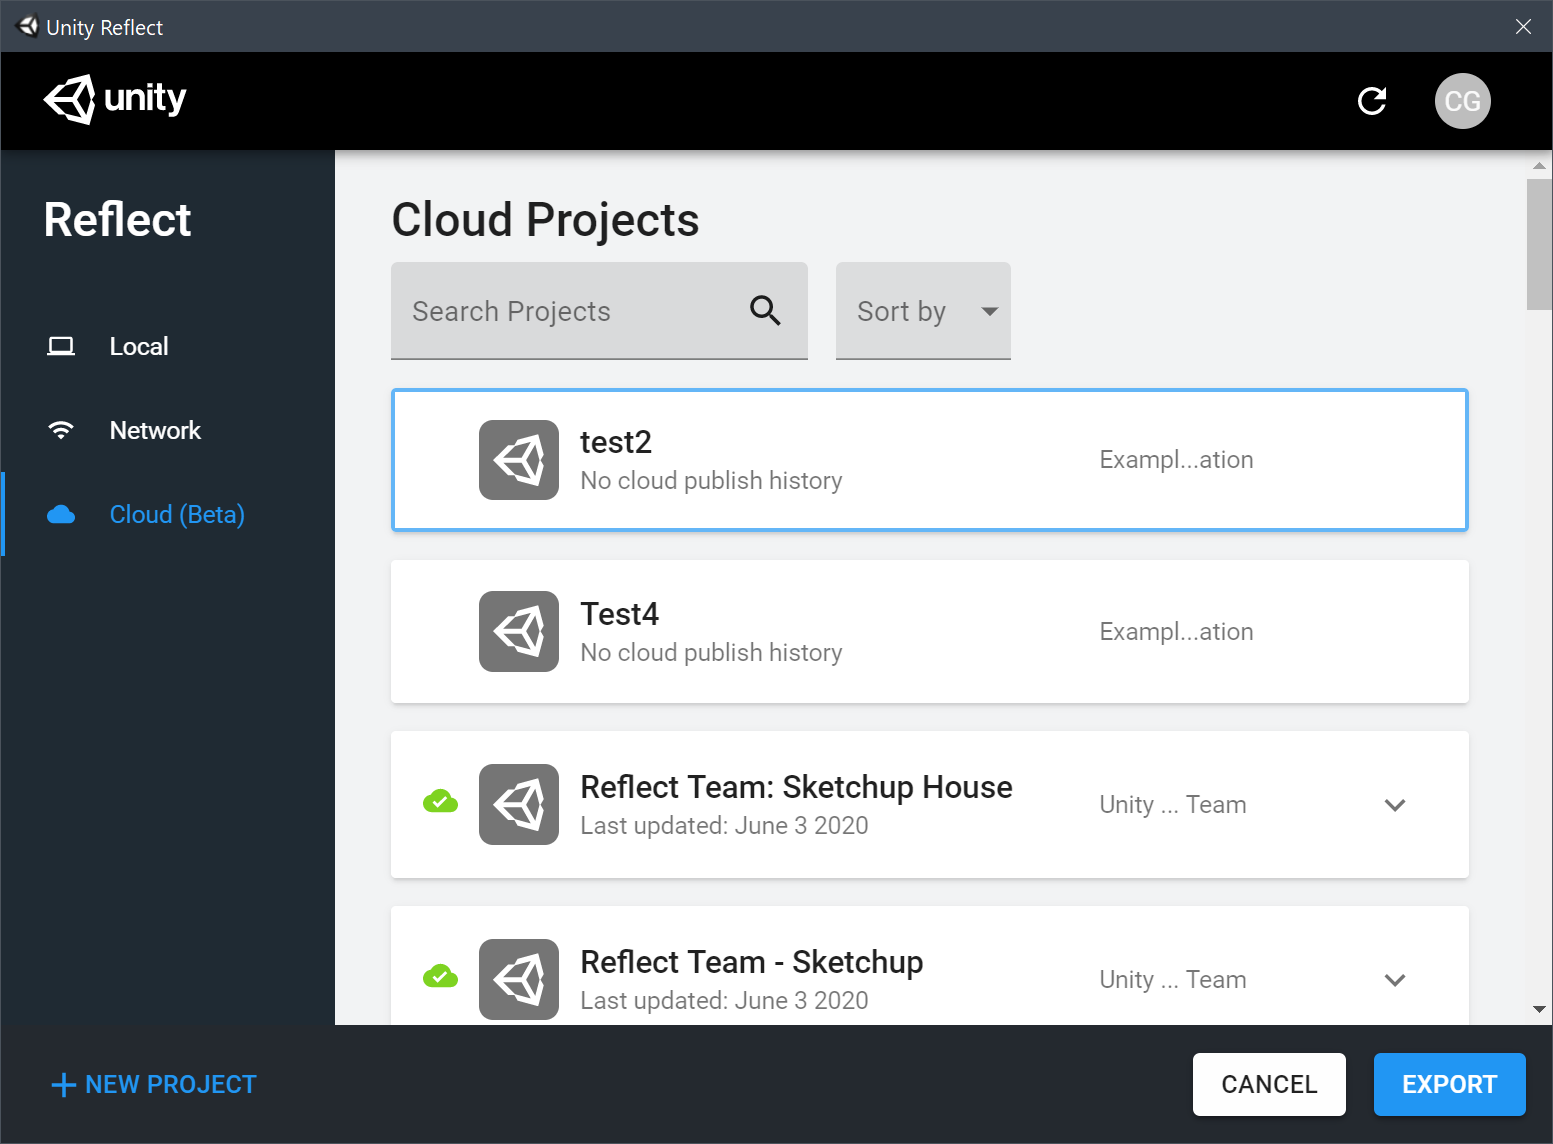 Unity Reflect
unity
CG
Reflect
Local
Network
Cloud (Beta)
Cloud Projects
Search Projects
Sort by
test2
No cloud publish history
Exampl...ation
Test4
No cloud publish history
Exampl...ation
Reflect Team: Sketchup House
Last updated: June 3 2020
Unity ... Team
Reflect Team - Sketchup
Last updated: June 3 2020
Unity ... Team
NEW PROJECT
CANCEL
EXPORT